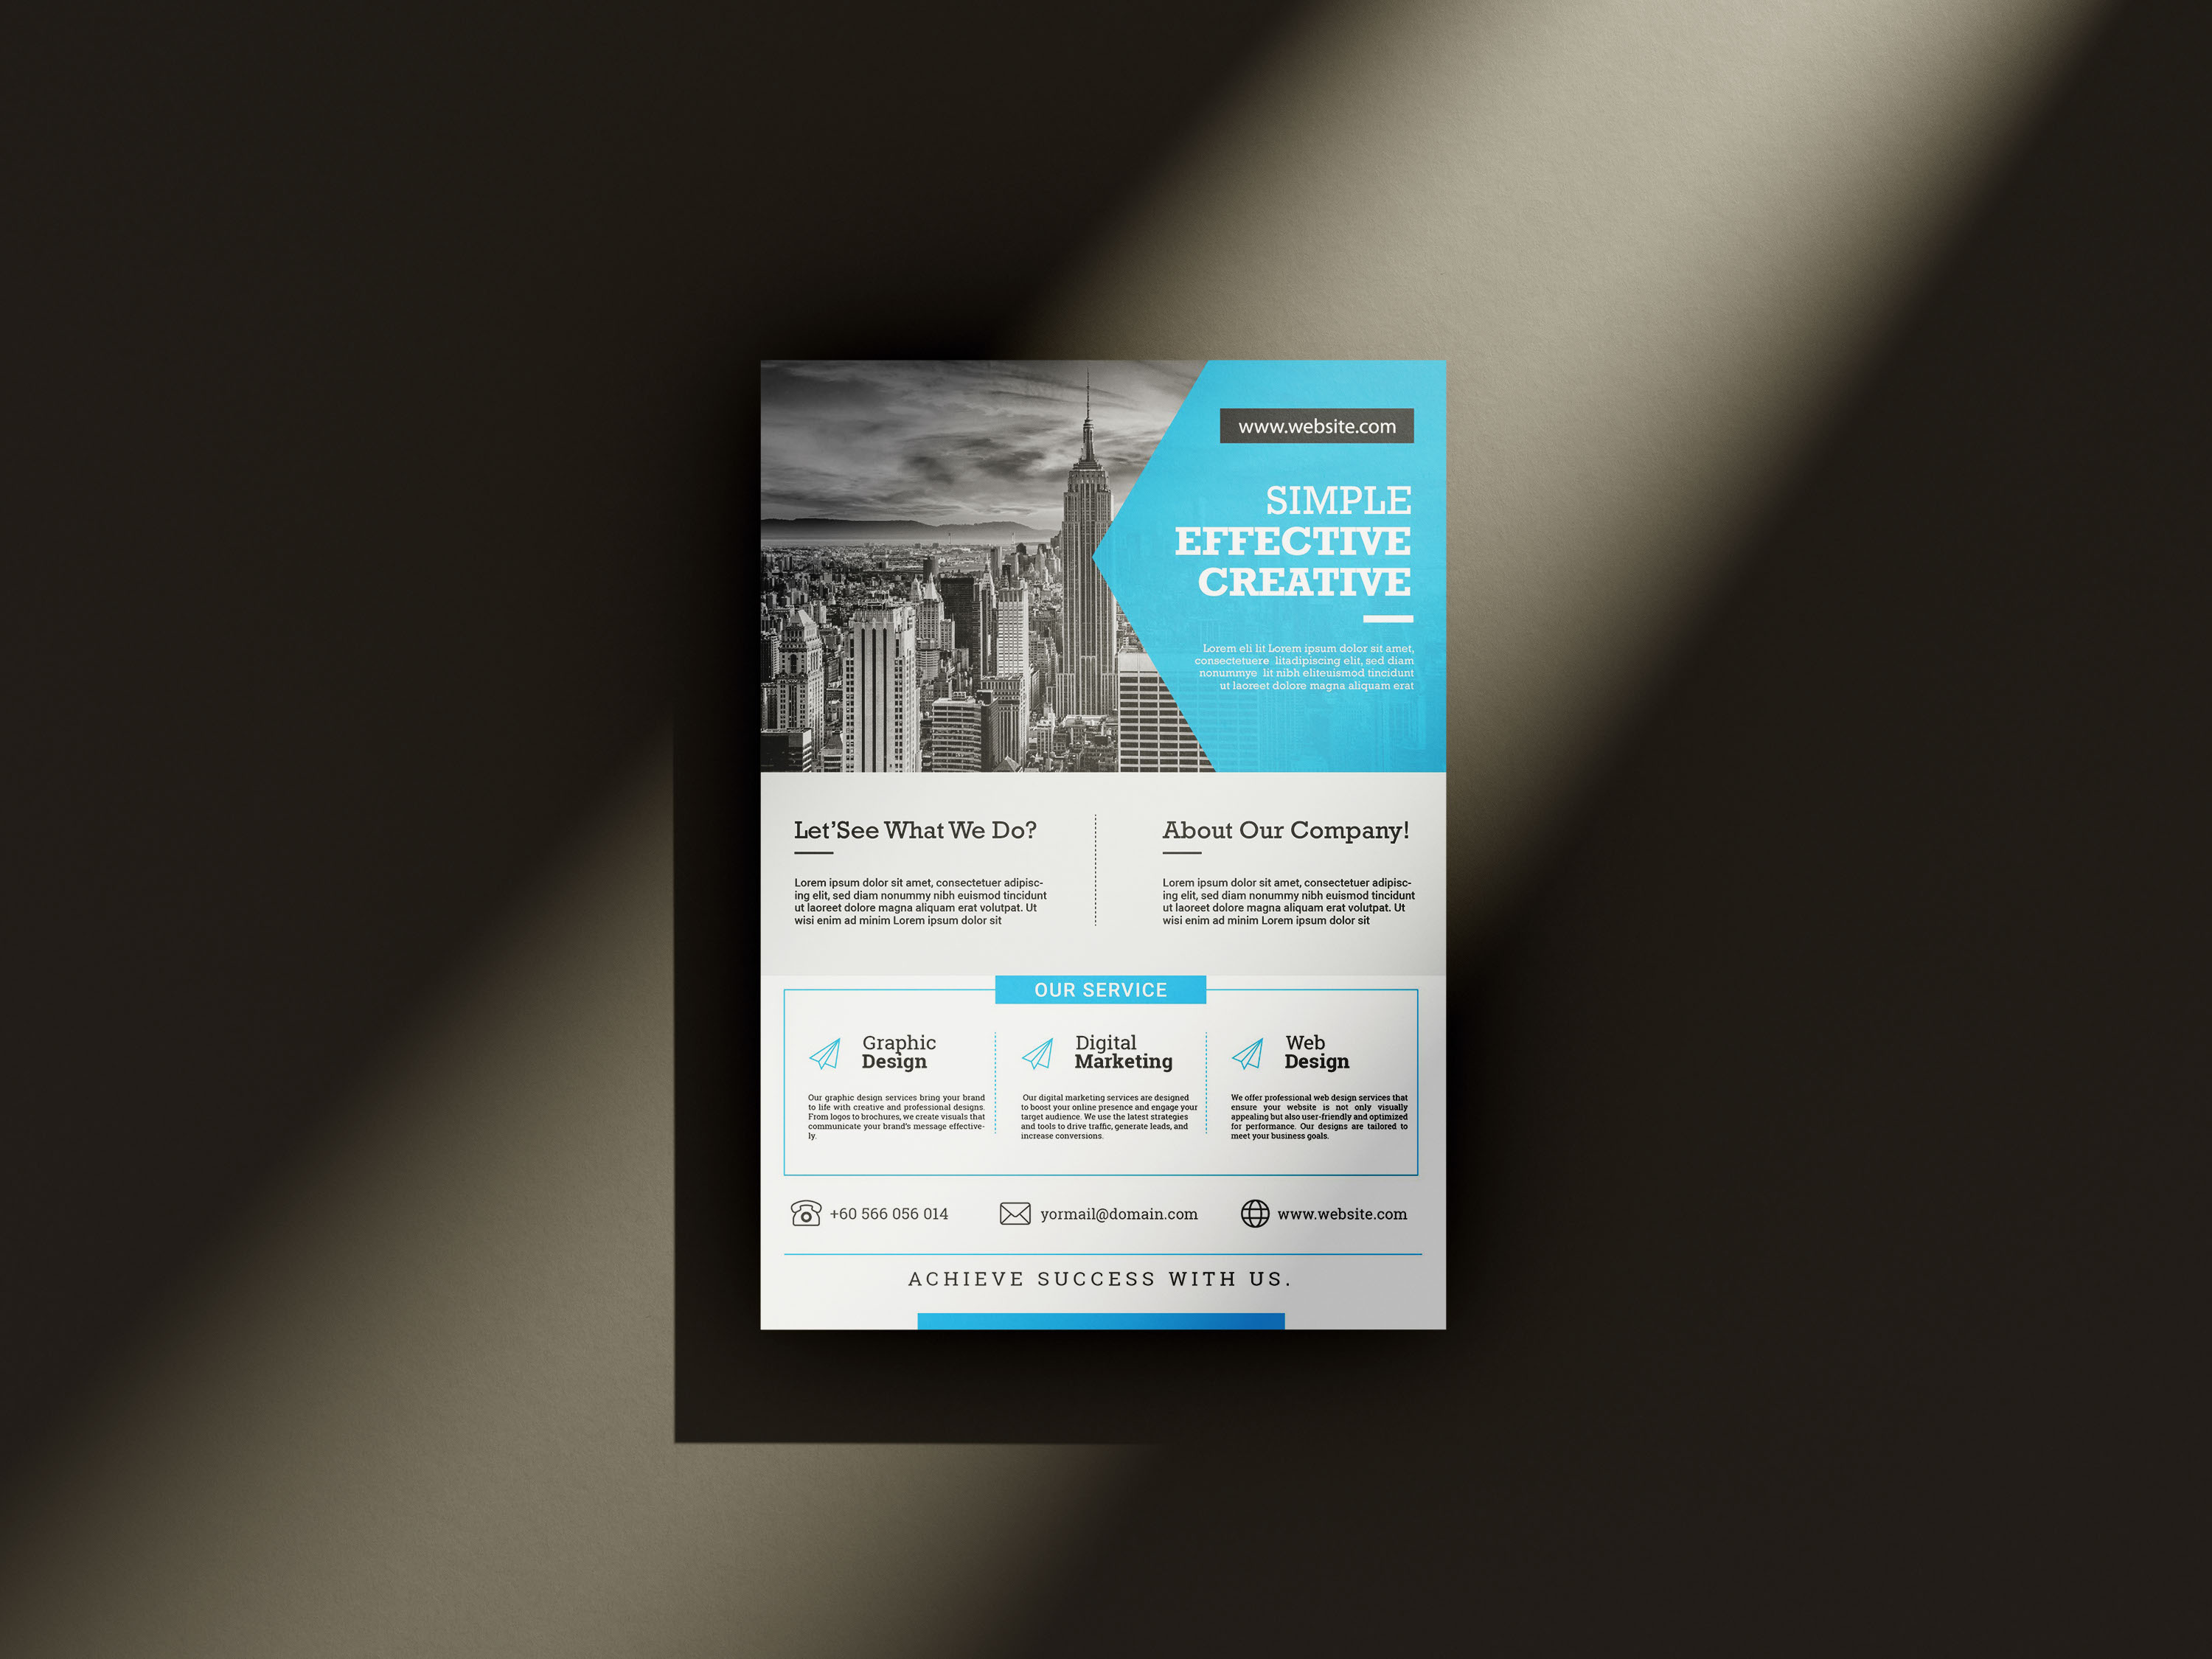 www.website.com
SIMPLE
EFFECTIVE
CREATIVE
Lorem eli lit Lorem ipsum dolor sit amet,
consectetuere litadipiscing elit, sed diam
nonummye lit nibh eliteuismod tincidunt
ut laoreet dolore magna aliquam erat
Let'See What We Do?
Lorem ipsum dolor sit amet, consectetuer adipisc-
ing elit, sed diam nonummy nibh euismod tincidunt
ut laoreet dolore magna aliquam erat volutpat. Ut
wisi enim ad minim Lorem ipsum dolor sit
About Our Company!
Lorem ipsum dolor sit amet, consectetuer adipisc-
ing elit, sed diam nonummy nibh euismod tincidunt
ut laoreet dolore magna aliquam erat volutpat. Ut
wisi enim ad minim Lorem ipsum dolor sit
OUR SERVICE
Graphic
Design
Our graphic design services bring your brand
to life with creative and professional designs.
From logos to brochures, we create visuals that
communicate your brand's message effective-
ly.
Digital
Marketing
Our digital marketing services are designed
to boost your online presence and engage your
target audience. We use the latest strategies
and tools to drive traffic, generate leads, and
increase conversions.
Web
Design
We offer professional web design services that
ensure your website is not only visually
appealing but also user-friendly and optimized
for performance. Our designs are tailored to
meet your business goals.
+60 566 056 014
yormail@domain.com
www.website.com
ACHIEVE SUCCESS WITH US.